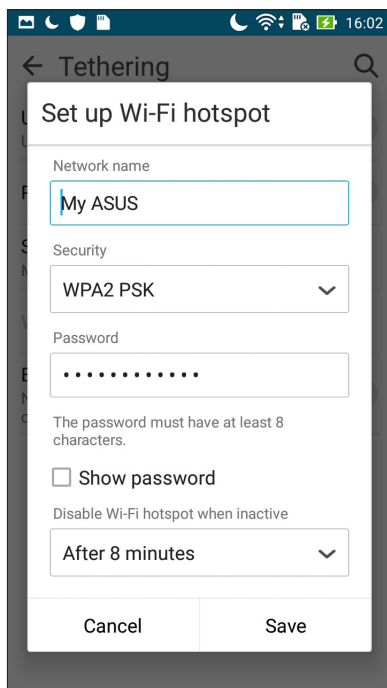 16:02
Tethering
Set up Wi-Fi hotspot
Network name
My ASUS
Security
WPA2 PSK
Password
••••••••••••
The password must have at least 8
characters.
Show password
Disable Wi-Fi hotspot when inactive
After 8 minutes
Cancel
Save